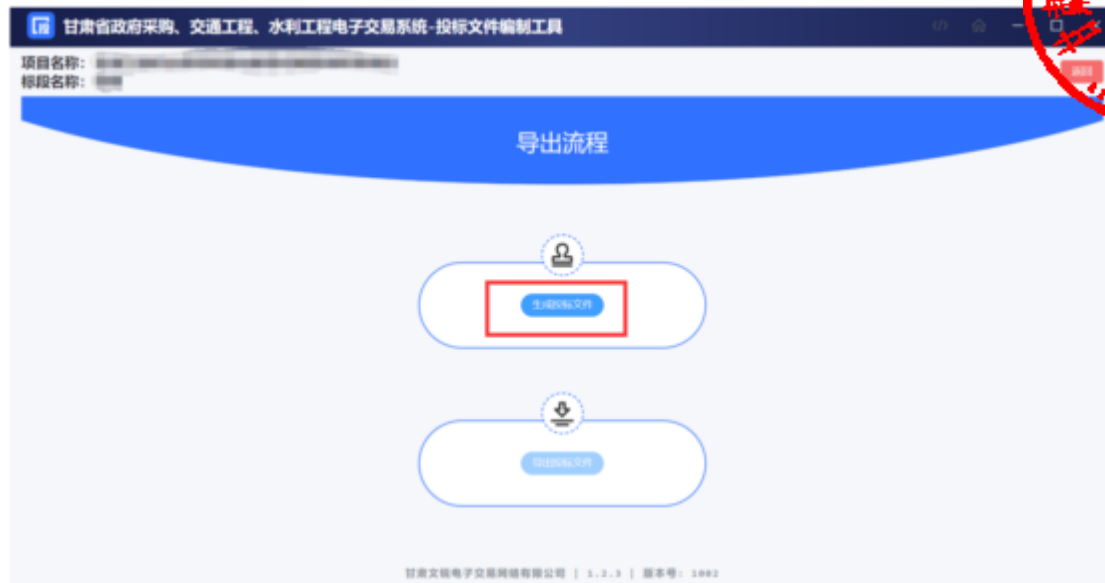 甘肃省政府采购、交通工程、水利工程电子交易系统-投标文件编制工具
项目名称:
标段名称:
返回
导出流程
生成投标文件
导出投标文件
甘肃文锐电子交易网络有限公司 | 1.2.3 | 版本号: 1002